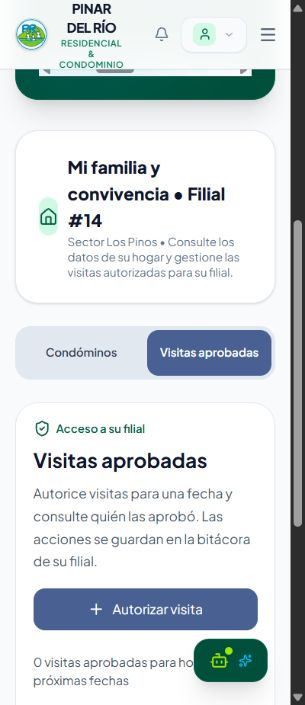 PINAR
DEL RÍO
RESIDENCIAL
&
CONDOMINIO
Mi familia y
convivencia • Filial
#14
Sector Los Pinos • Consulte los
datos de su hogar y gestione las
visitas autorizadas para su filial.
Condóminos
Visitas aprobadas
Acceso a su filial
Visitas aprobadas
Autorice visitas para una fecha y
consulte quién las aprobó. Las
acciones se guardan en la bitácora
de su filial.
+ Autorizar visita
0 visitas aprobadas para
próximas fechas